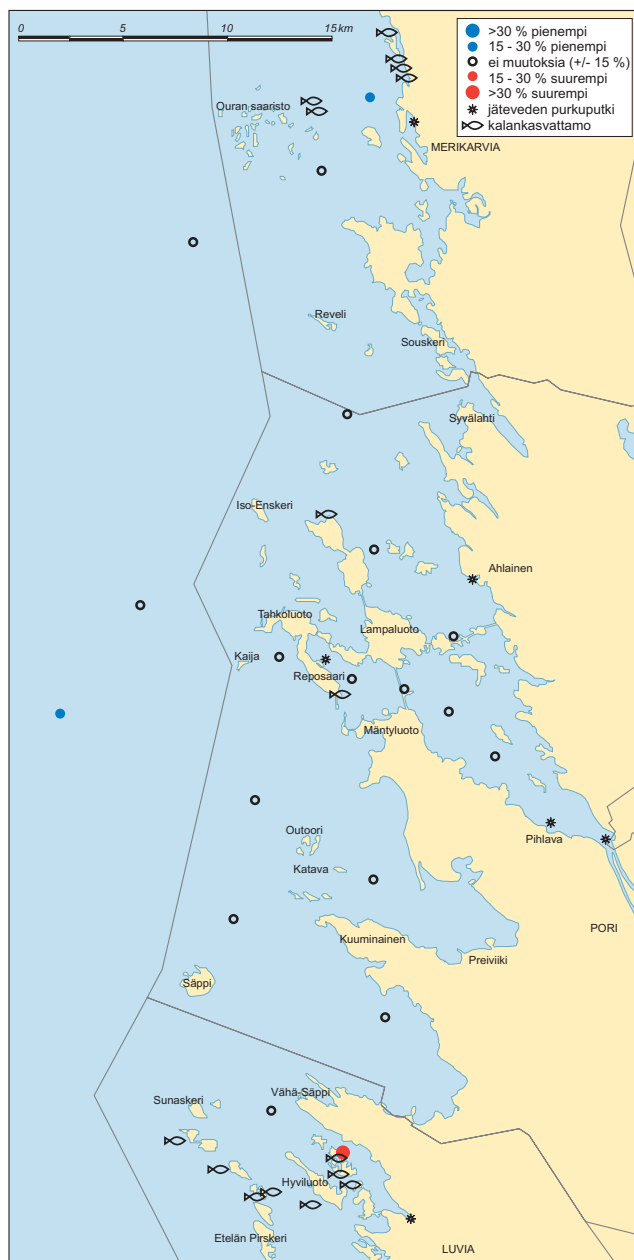 0 5 10 15 km
>30 % pienempi
15 - 30 % pienempi
ei muutoksia (+/- 15 %)
15 - 30 % suurempi
>30 % suurempi
jäteveden purkuputki
kalankasvattamo
Ouran saaristo
MERIKARVIA
Reveli
Souskeri
Syvälahti
Iso-Enskeri
Ahlainen
Tahkoluoto
Lampaluoto
Kaija
Reposaari
Mäntyluoto
Outoori
Pihlava
Katava
PORI
Kuuminainen
Preiviiki
Säppi
Vähä-Säppi
Sunaskeri
Hyviluoto
Etelän Pirskeri
LUVIA